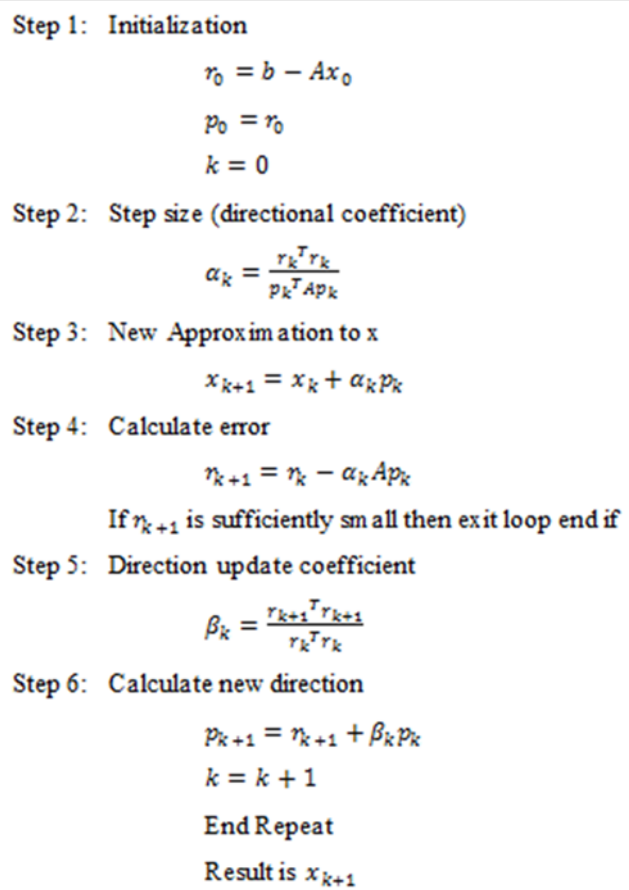 Step 1: Initialization
r₀ = b − Ax₀
p₀ = r₀
k = 0
Step 2: Step size (directional coefficient)
αₖ = rₖᵀrₖ / pₖᵀApₖ
Step 3: New Approximation to x
xₖ₊₁ = xₖ + αₖpₖ
Step 4: Calculate error
rₖ₊₁ = rₖ − αₖApₖ
If rₖ₊₁ is sufficiently small then exit loop end if
Step 5: Direction update coefficient
βₖ = rₖ₊₁ᵀrₖ₊₁ / rₖᵀrₖ
Step 6: Calculate new direction
pₖ₊₁ = rₖ₊₁ + βₖpₖ
k = k + 1
End Repeat
Result is xₖ₊₁